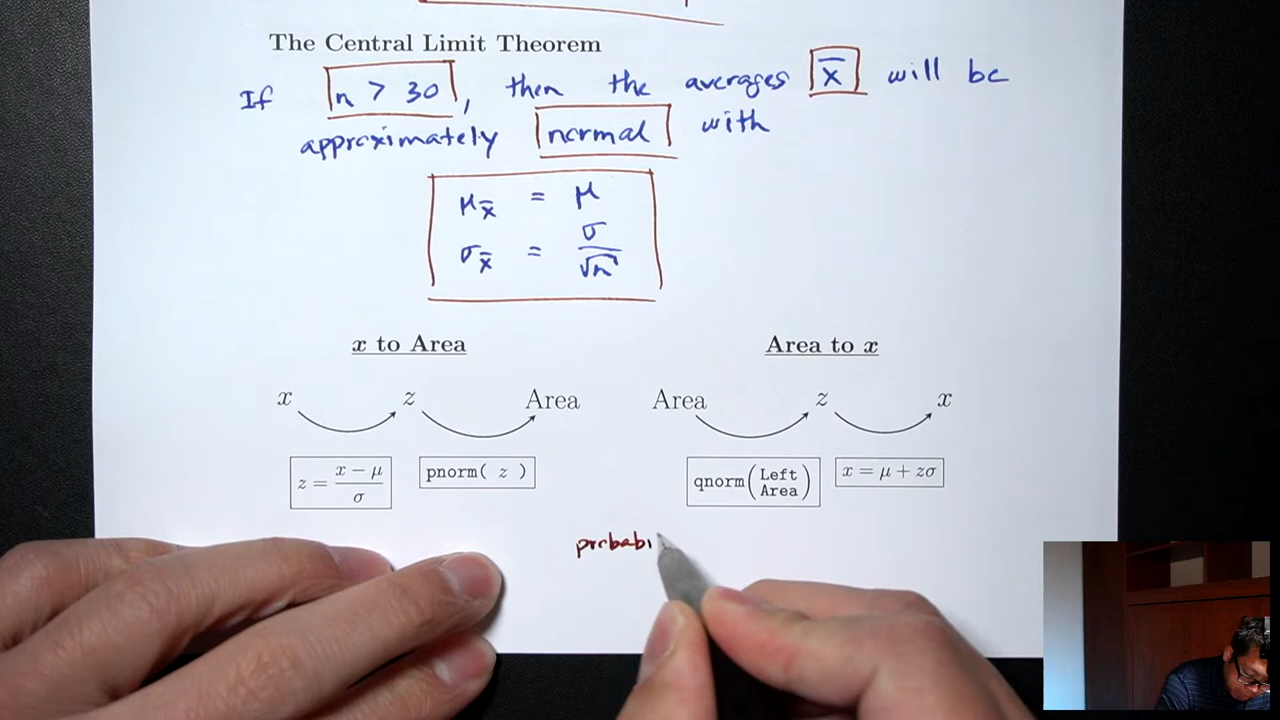 The Central Limit Theorem
If n > 30, then the averages x̄ will be
approximately normal with
μx̄ = μ
σx̄ = σ/√n
x to Area
Area to x
x z Area
Area z x
z = (x − μ)/σ
pnorm( z )
qnorm(Left Area)
x = μ + zσ
probabi